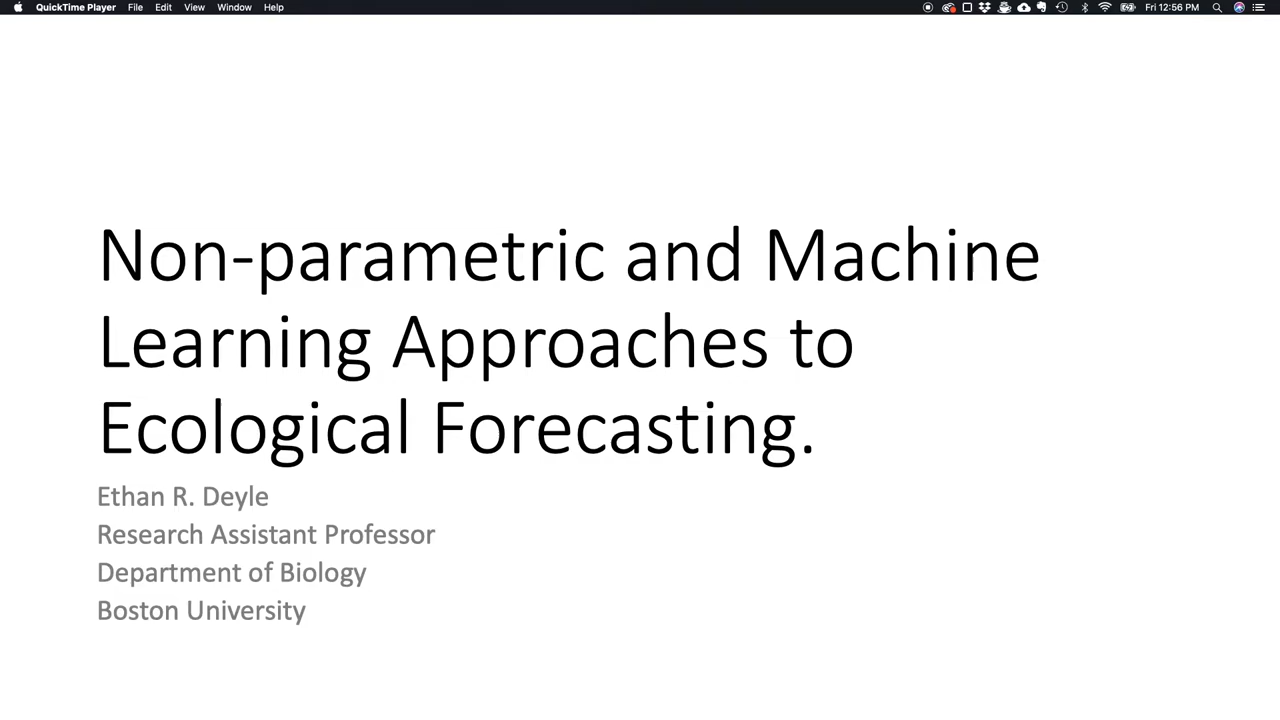 QuickTime Player File Edit View Window Help Fri 12:56 PM
Non-parametric and Machine
Learning Approaches to
Ecological Forecasting.
Ethan R. Deyle
Research Assistant Professor
Department of Biology
Boston University